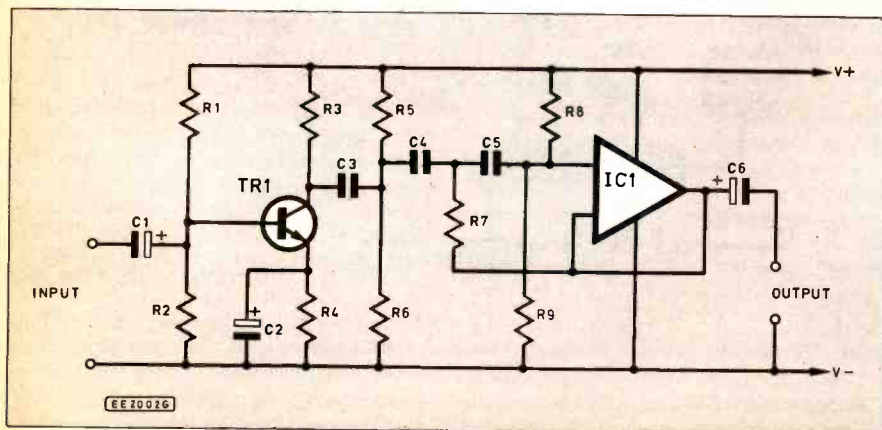 V+
R1
R3
R5
R8
C4
C5
C3
IC1
C6
+
TR1
R7
C1
+
INPUT
OUTPUT
+
R2
C2
R4
R6
R9
V-
EE2002G